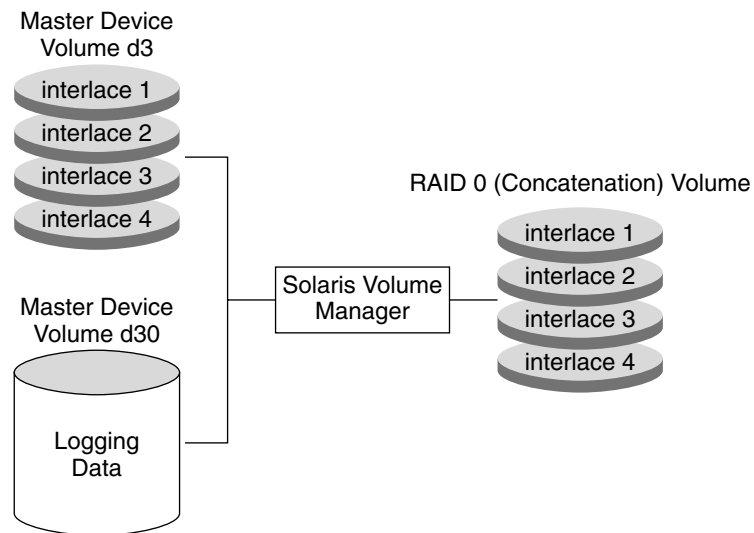 Master Device
Volume d3
interlace 1
interlace 2
interlace 3
interlace 4
RAID 0 (Concatenation) Volume
interlace 1
interlace 2
interlace 3
interlace 4
Solaris Volume
Manager
Master Device
Volume d30
Logging
Data